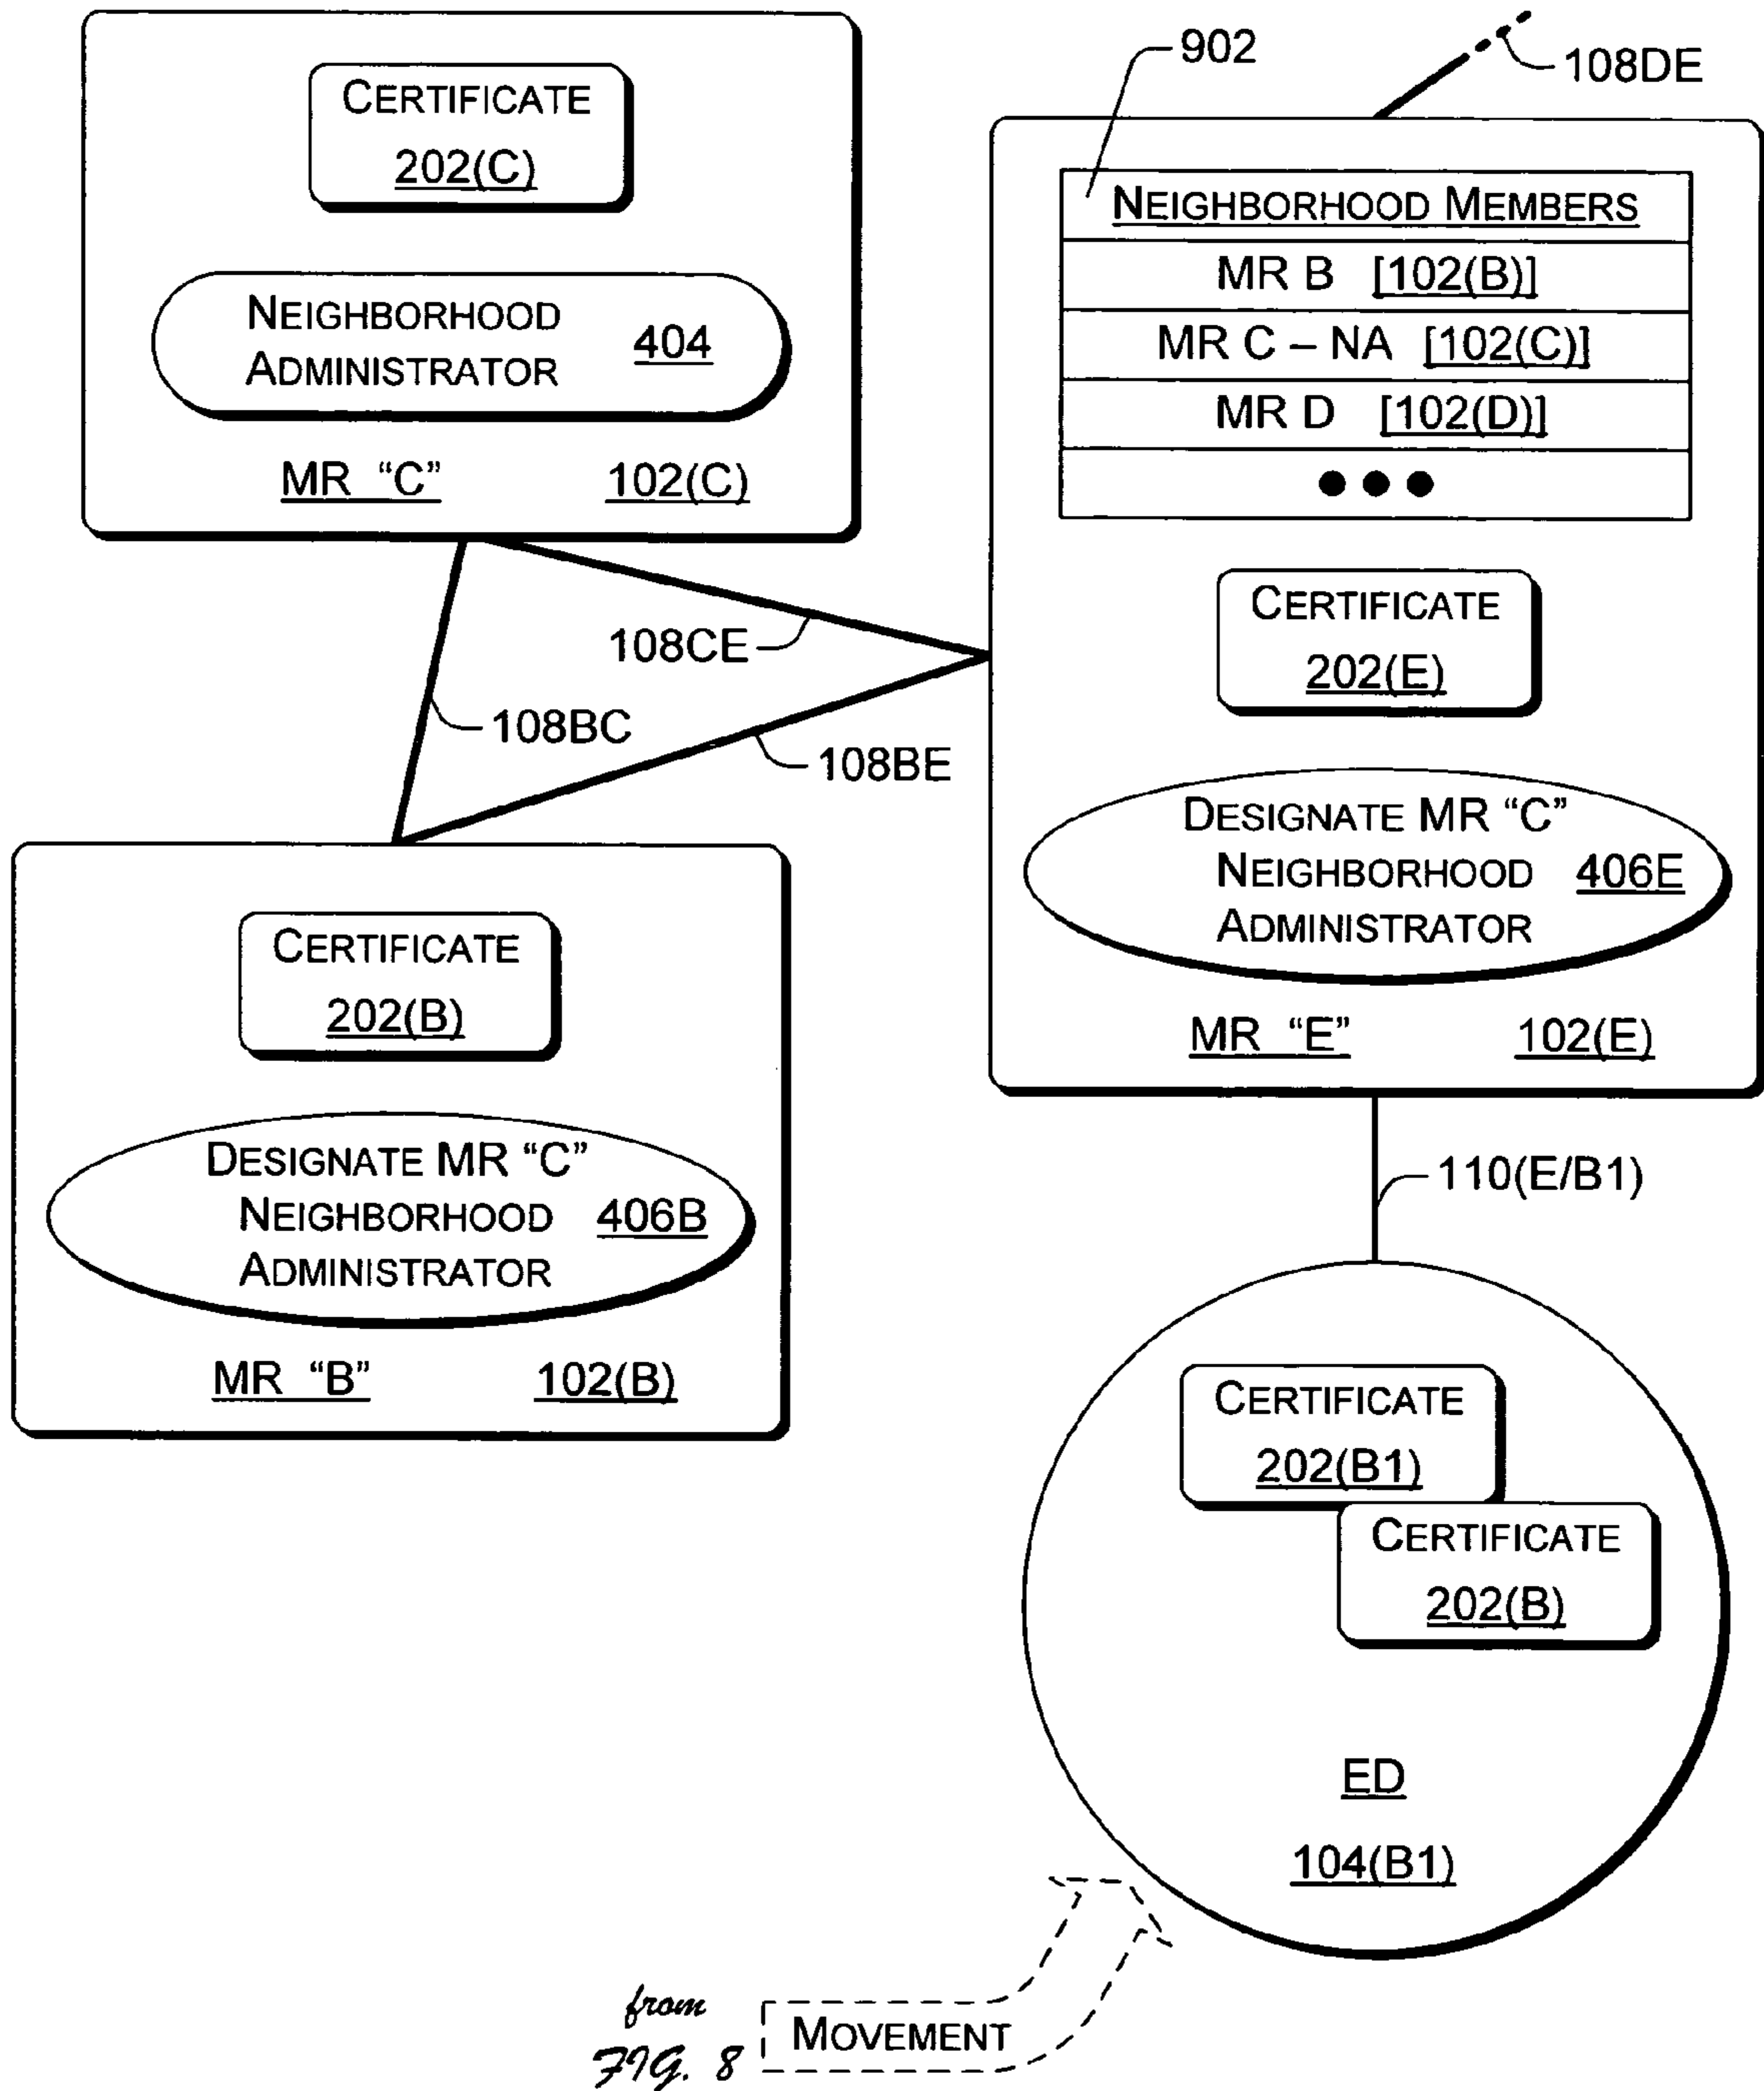 CERTIFICATE
202(C)
NEIGHBORHOOD
ADMINISTRATOR
404
MR “C”
102(C)
902
108DE
NEIGHBORHOOD MEMBERS
MR B [102(B)]
MR C – NA [102(C)]
MR D [102(D)]
● ● ●
CERTIFICATE
202(E)
DESIGNATE MR “C”
NEIGHBORHOOD
ADMINISTRATOR
406E
MR “E”
102(E)
108CE
108BC
108BE
CERTIFICATE
202(B)
DESIGNATE MR “C”
NEIGHBORHOOD
ADMINISTRATOR
406B
MR “B”
102(B)
110(E/B1)
CERTIFICATE
202(B1)
CERTIFICATE
202(B)
ED
104(B1)
from
FIG. 8
MOVEMENT